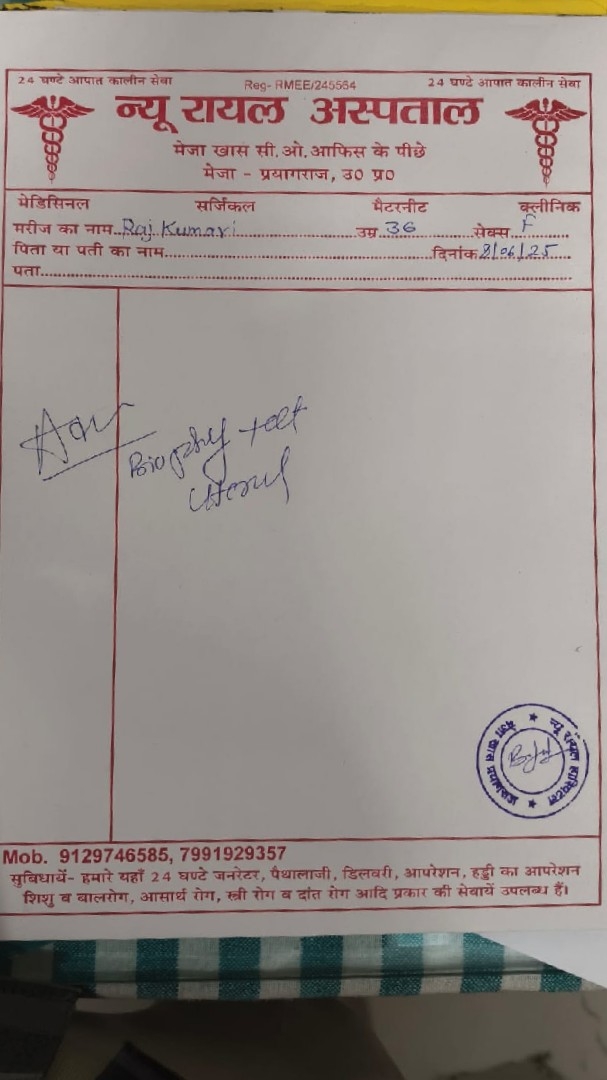 24 घण्टे आपात कालीन सेवा
Reg- RMEE/245564
24 घण्टे आपात कालीन सेवा
न्यू रायल अस्पताल
मेजा खास सी.ओ.आफिस के पीछे
मेजा - प्रयागराज, उ० प्र०
मेडिसिनल सर्जिकल मैटरनीट क्लीनिक
मरीज का नाम Raj Kumari उम्र 36 सेक्स F
पिता या पती का नाम दिनांक 8/06/25
पता
Biopsy test
Mob. 9129746585, 7991929357
सुविधायें- हमारे यहाँ 24 घण्टे जनरेटर, पैथालाजी, डिलवरी, आपरेशन, हड्डी का आपरेशन
शिशु व बालरोग, आसार्थ रोग, स्त्री रोग व दांत रोग आदि प्रकार की सेवायें उपलब्ध हैं।